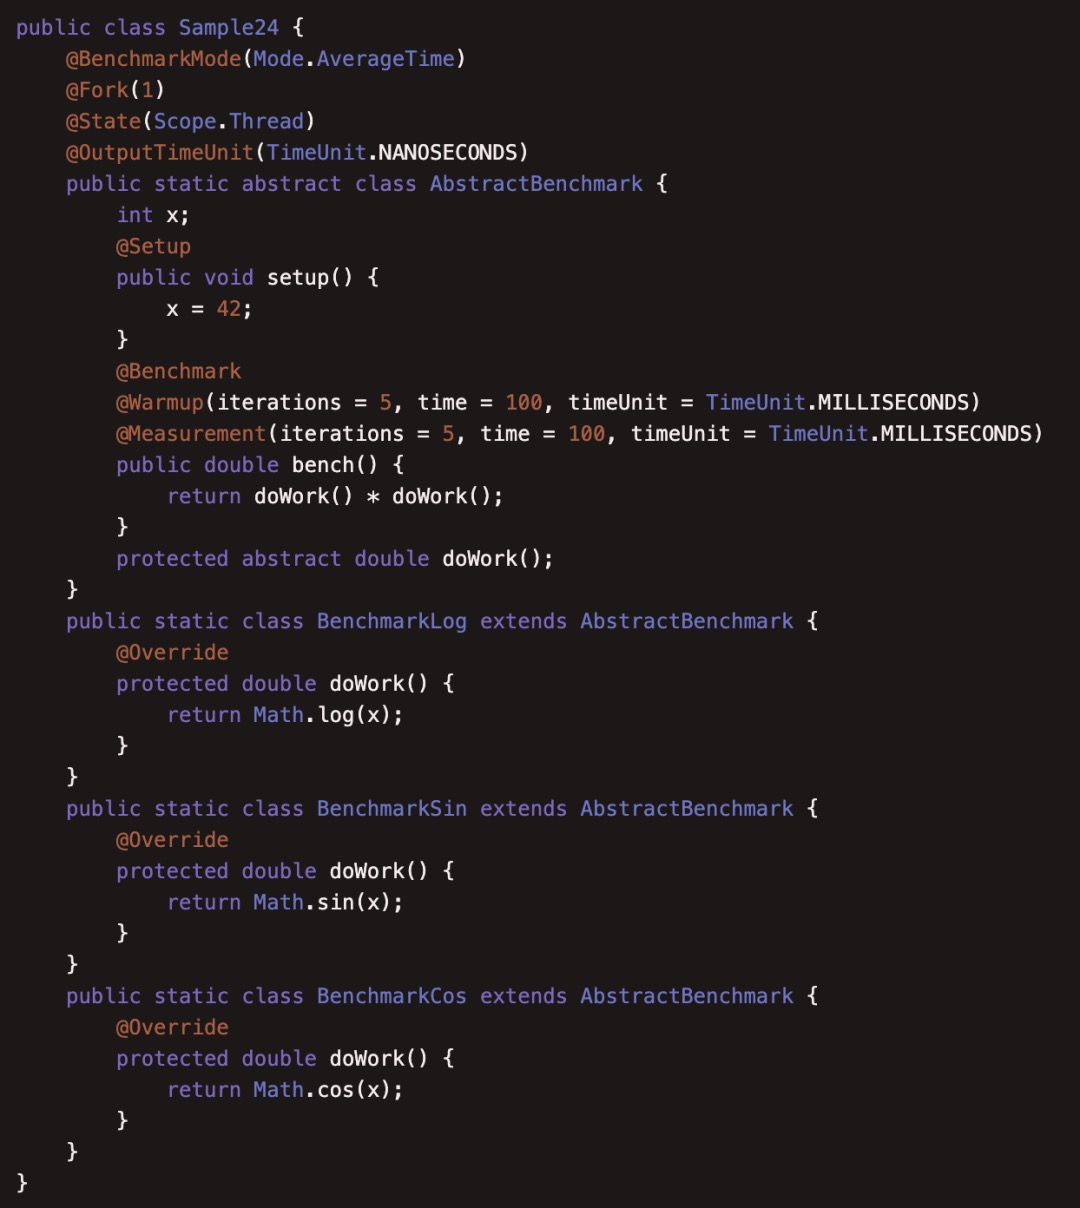 public class Sample24 {
    @BenchmarkMode(Mode.AverageTime)
    @Fork(1)
    @State(Scope.Thread)
    @OutputTimeUnit(TimeUnit.NANOSECONDS)
    public static abstract class AbstractBenchmark {
        int x;
        @Setup
        public void setup() {
            x = 42;
        }
        @Benchmark
        @Warmup(iterations = 5, time = 100, timeUnit = TimeUnit.MILLISECONDS)
        @Measurement(iterations = 5, time = 100, timeUnit = TimeUnit.MILLISECONDS)
        public double bench() {
            return doWork() * doWork();
        }
        protected abstract double doWork();
    }
    public static class BenchmarkLog extends AbstractBenchmark {
        @Override
        protected double doWork() {
            return Math.log(x);
        }
    }
    public static class BenchmarkSin extends AbstractBenchmark {
        @Override
        protected double doWork() {
            return Math.sin(x);
        }
    }
    public static class BenchmarkCos extends AbstractBenchmark {
        @Override
        protected double doWork() {
            return Math.cos(x);
        }
    }
}